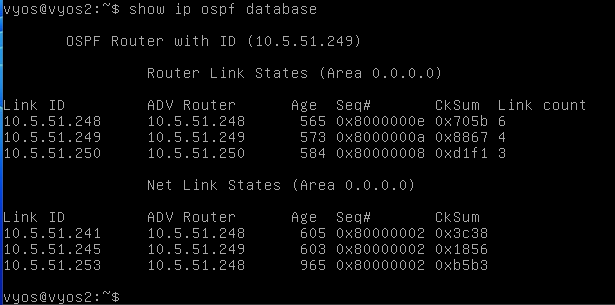 vyos@vyos2:~$ show ip ospf database
OSPF Router with ID (10.5.51.249)
Router Link States (Area 0.0.0.0)
Link ID ADV Router Age Seq# CkSum Link count
10.5.51.248 10.5.51.248 565 0x8000000e 0x705b 6
10.5.51.249 10.5.51.249 573 0x8000000a 0x8867 4
10.5.51.250 10.5.51.250 584 0x80000008 0xd1f1 3
Net Link States (Area 0.0.0.0)
Link ID ADV Router Age Seq# CkSum
10.5.51.241 10.5.51.248 605 0x80000002 0x3c38
10.5.51.245 10.5.51.249 603 0x80000002 0x1856
10.5.51.253 10.5.51.248 965 0x80000002 0xb5b3
vyos@vyos2:~$